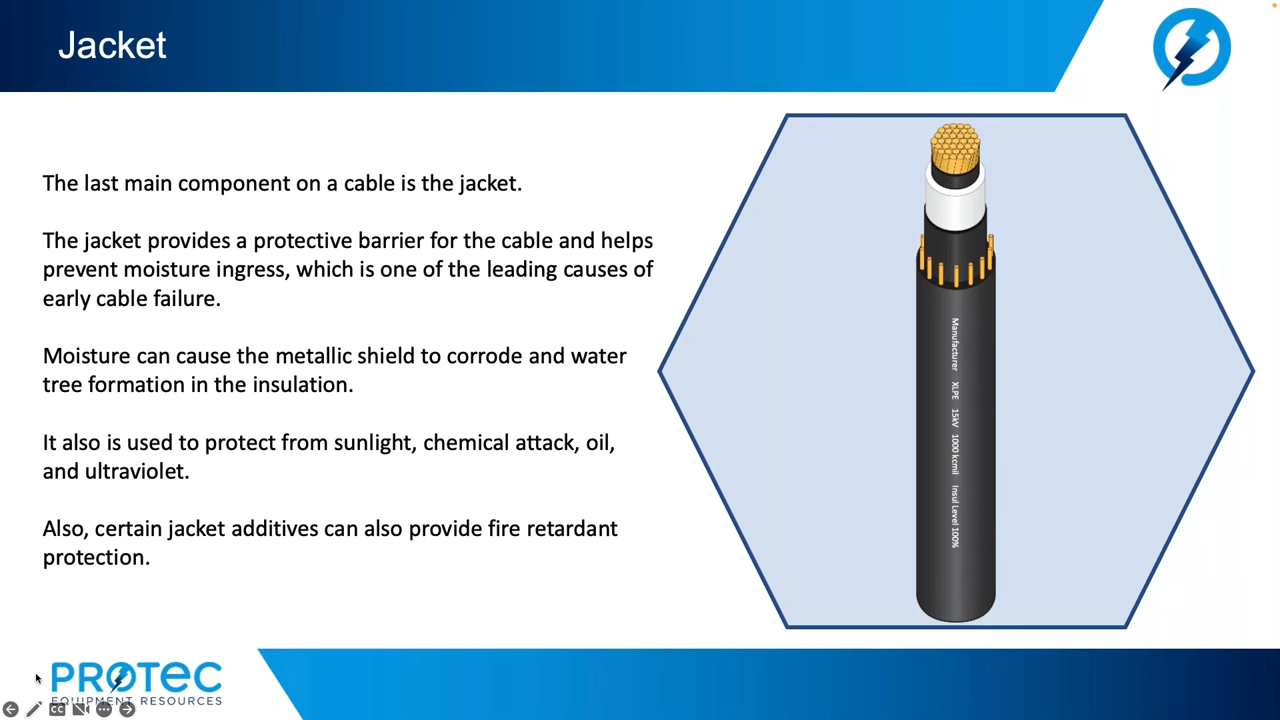 Jacket
The last main component on a cable is the jacket.
The jacket provides a protective barrier for the cable and helps
prevent moisture ingress, which is one of the leading causes of
early cable failure.
Moisture can cause the metallic shield to corrode and water
tree formation in the insulation.
It also is used to protect from sunlight, chemical attack, oil,
and ultraviolet.
Also, certain jacket additives can also provide fire retardant
protection.
Manufacturer XLPE 15kV 1000 kcmil Insul Level 100%
PROTEC
EQUIPMENT RESOURCES
CC